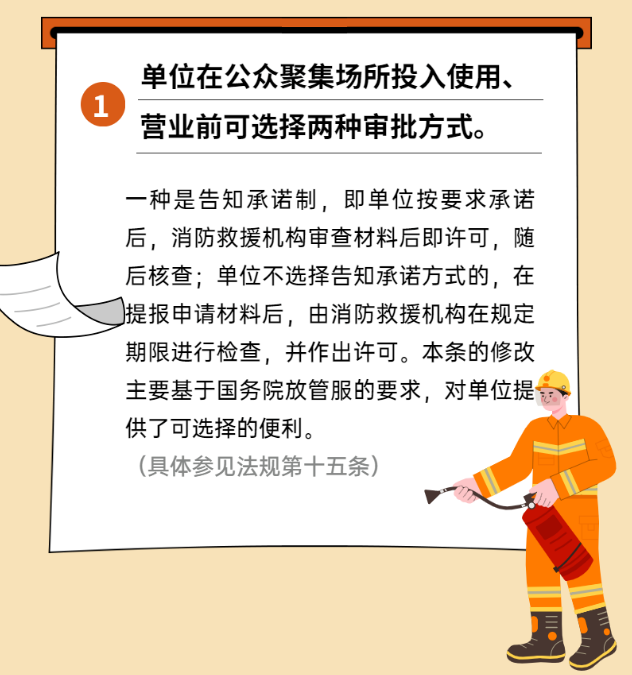 1
单位在公众聚集场所投入使用、
营业前可选择两种审批方式。
一种是告知承诺制，即单位按要求承诺
后，消防救援机构审查材料后即许可，随
后核查；单位不选择告知承诺方式的，在
提报申请材料后，由消防救援机构在规定
期限进行检查，并作出许可。本条的修改
主要基于国务院放管服的要求，对单位提
供了可选择的便利。
（具体参见法规第十五条）